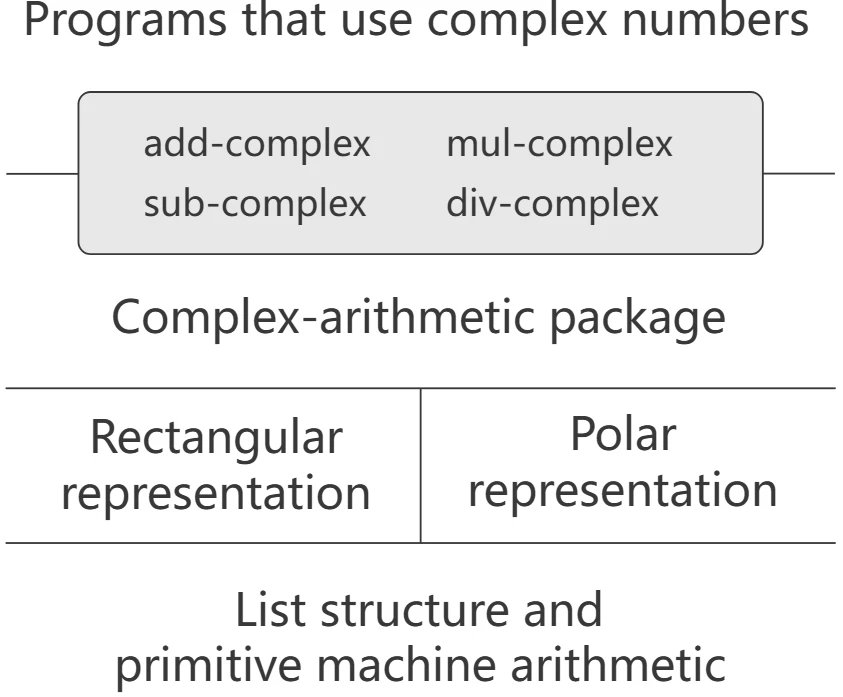 Programs that use complex numbers
add-complex mul-complex
sub-complex div-complex
Complex-arithmetic package
Rectangular
representation
Polar
representation
List structure and
primitive machine arithmetic